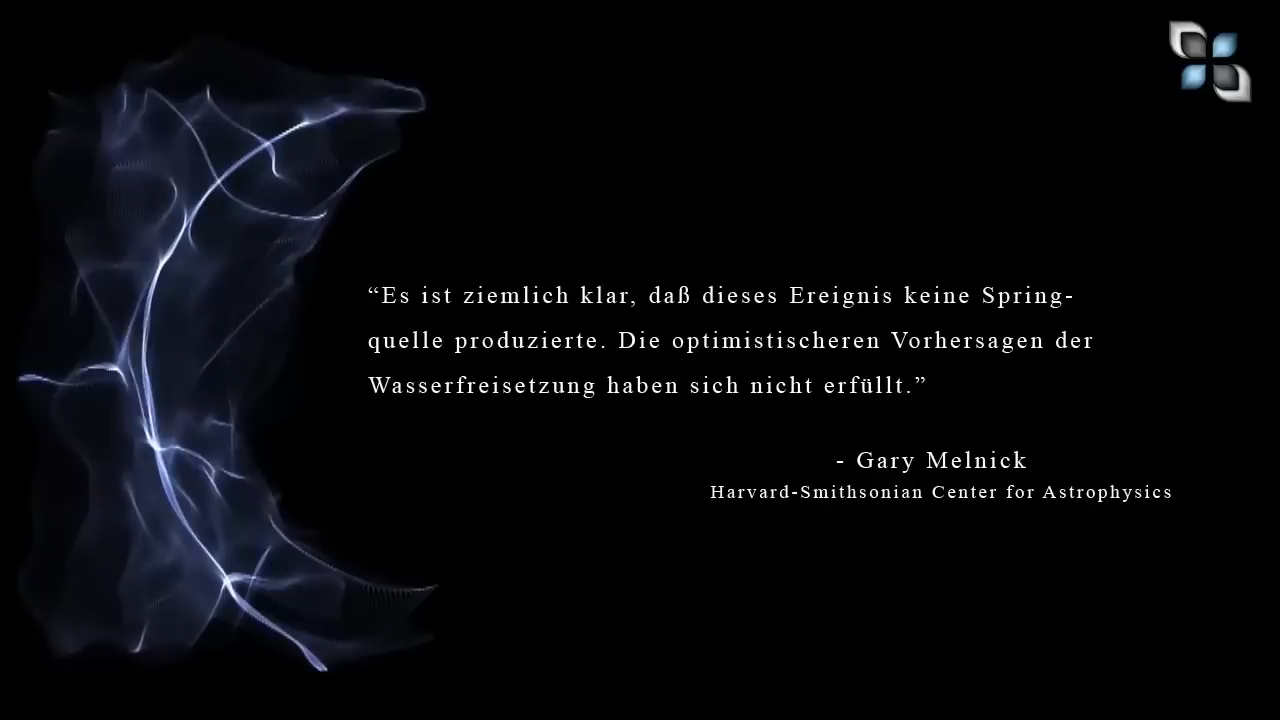 “Es ist ziemlich klar, daß dieses Ereignis keine Spring-
quelle produzierte. Die optimistischeren Vorhersagen der
Wasserfreisetzung haben sich nicht erfüllt.”
- Gary Melnick
Harvard-Smithsonian Center for Astrophysics